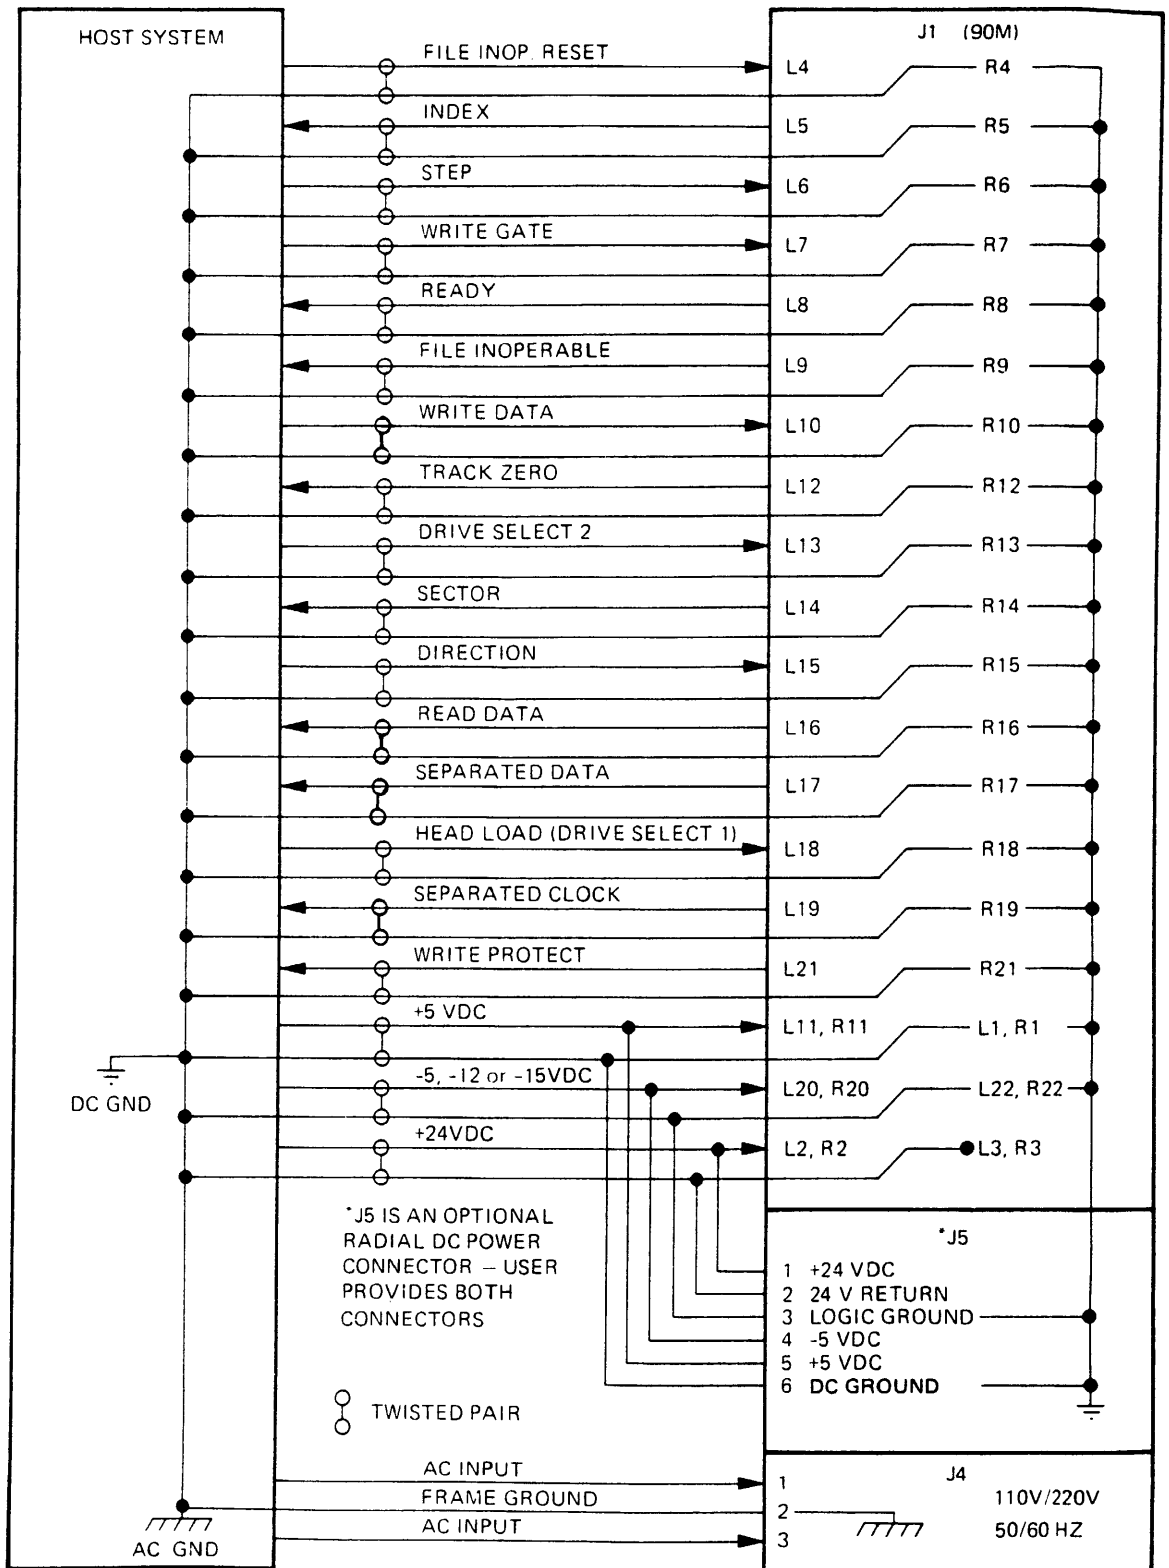 HOST SYSTEM
J1 (90M)
FILE INOP. RESET
L4
R4
INDEX
L5
R5
STEP
L6
R6
WRITE GATE
L7
R7
READY
L8
R8
FILE INOPERABLE
L9
R9
WRITE DATA
L10
R10
TRACK ZERO
L12
R12
DRIVE SELECT 2
L13
R13
SECTOR
L14
R14
DIRECTION
L15
R15
READ DATA
L16
R16
SEPARATED DATA
L17
R17
HEAD LOAD (DRIVE SELECT 1)
L18
R18
SEPARATED CLOCK
L19
R19
WRITE PROTECT
L21
R21
+5 VDC
L11, R11
L1, R1
DC GND
-5, -12 or -15VDC
L20, R20
L22, R22
+24VDC
L2, R2
L3, R3
*J5 IS AN OPTIONAL
RADIAL DC POWER
CONNECTOR – USER
PROVIDES BOTH
CONNECTORS
*J5
1 +24 VDC
2 24 V RETURN
3 LOGIC GROUND
4 -5 VDC
5 +5 VDC
6 DC GROUND
TWISTED PAIR
AC INPUT
1
J4
FRAME GROUND
2
110V/220V
AC INPUT
3
50/60 HZ
AC GND